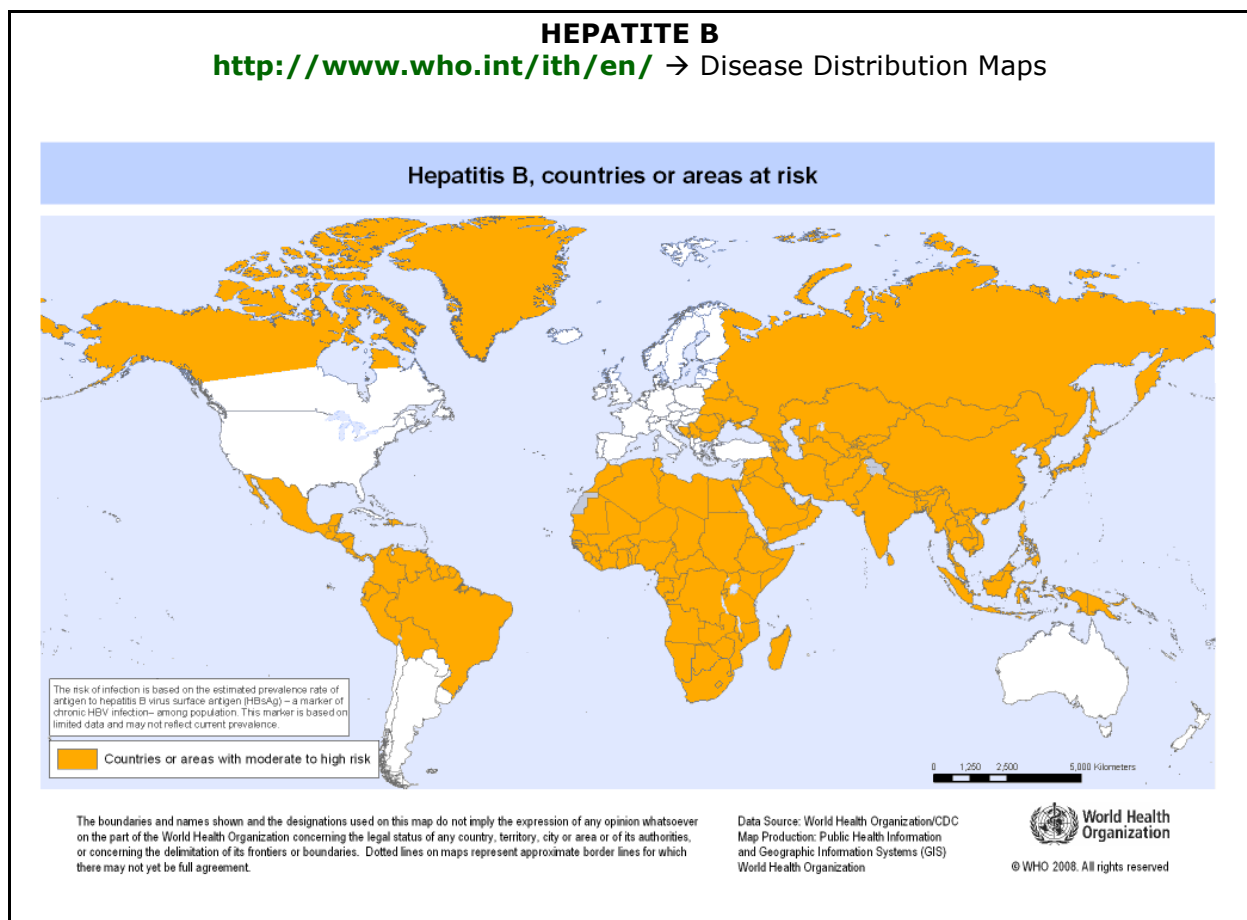 HEPATITE B
http://www.who.int/ith/en/ → Disease Distribution Maps
Hepatitis B, countries or areas at risk
The risk of infection is based on the estimated prevalence rate of
antigen to hepatitis B virus surface antigen (HBsAg) – a marker of
chronic HBV infection– among population. This marker is based on
limited data and may not reflect current prevalence.
Countries or areas with moderate to high risk
0 1,250 2,500 5,000 Kilometers
The boundaries and names shown and the designations used on this map do not imply the expression of any opinion whatsoever
on the part of the World Health Organization concerning the legal status of any country, territory, city or area or of its authorities,
or concerning the delimitation of its frontiers or boundaries. Dotted lines on maps represent approximate border lines for which
there may not yet be full agreement.
Data Source: World Health Organization/CDC
Map Production: Public Health Information
and Geographic Information Systems (GIS)
World Health Organization
World Health
Organization
© WHO 2008. All rights reserved